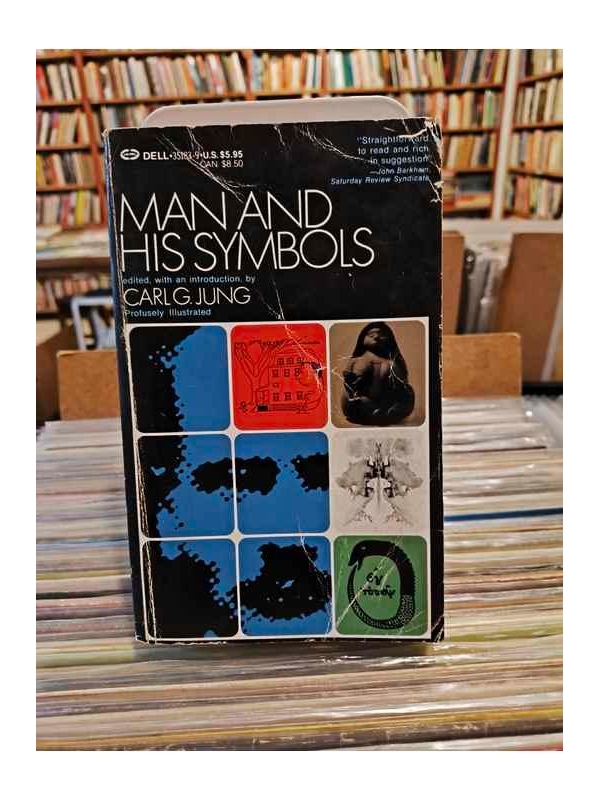 DELL • 35183-9 • U.S. $5.95
CAN $8.50
"Straightforward
to read and rich
in suggestion"
—John Barkham,
Saturday Review Syndicate
MAN AND
HIS SYMBOLS
edited, with an introduction, by
CARL G. JUNG
Profusely Illustrated